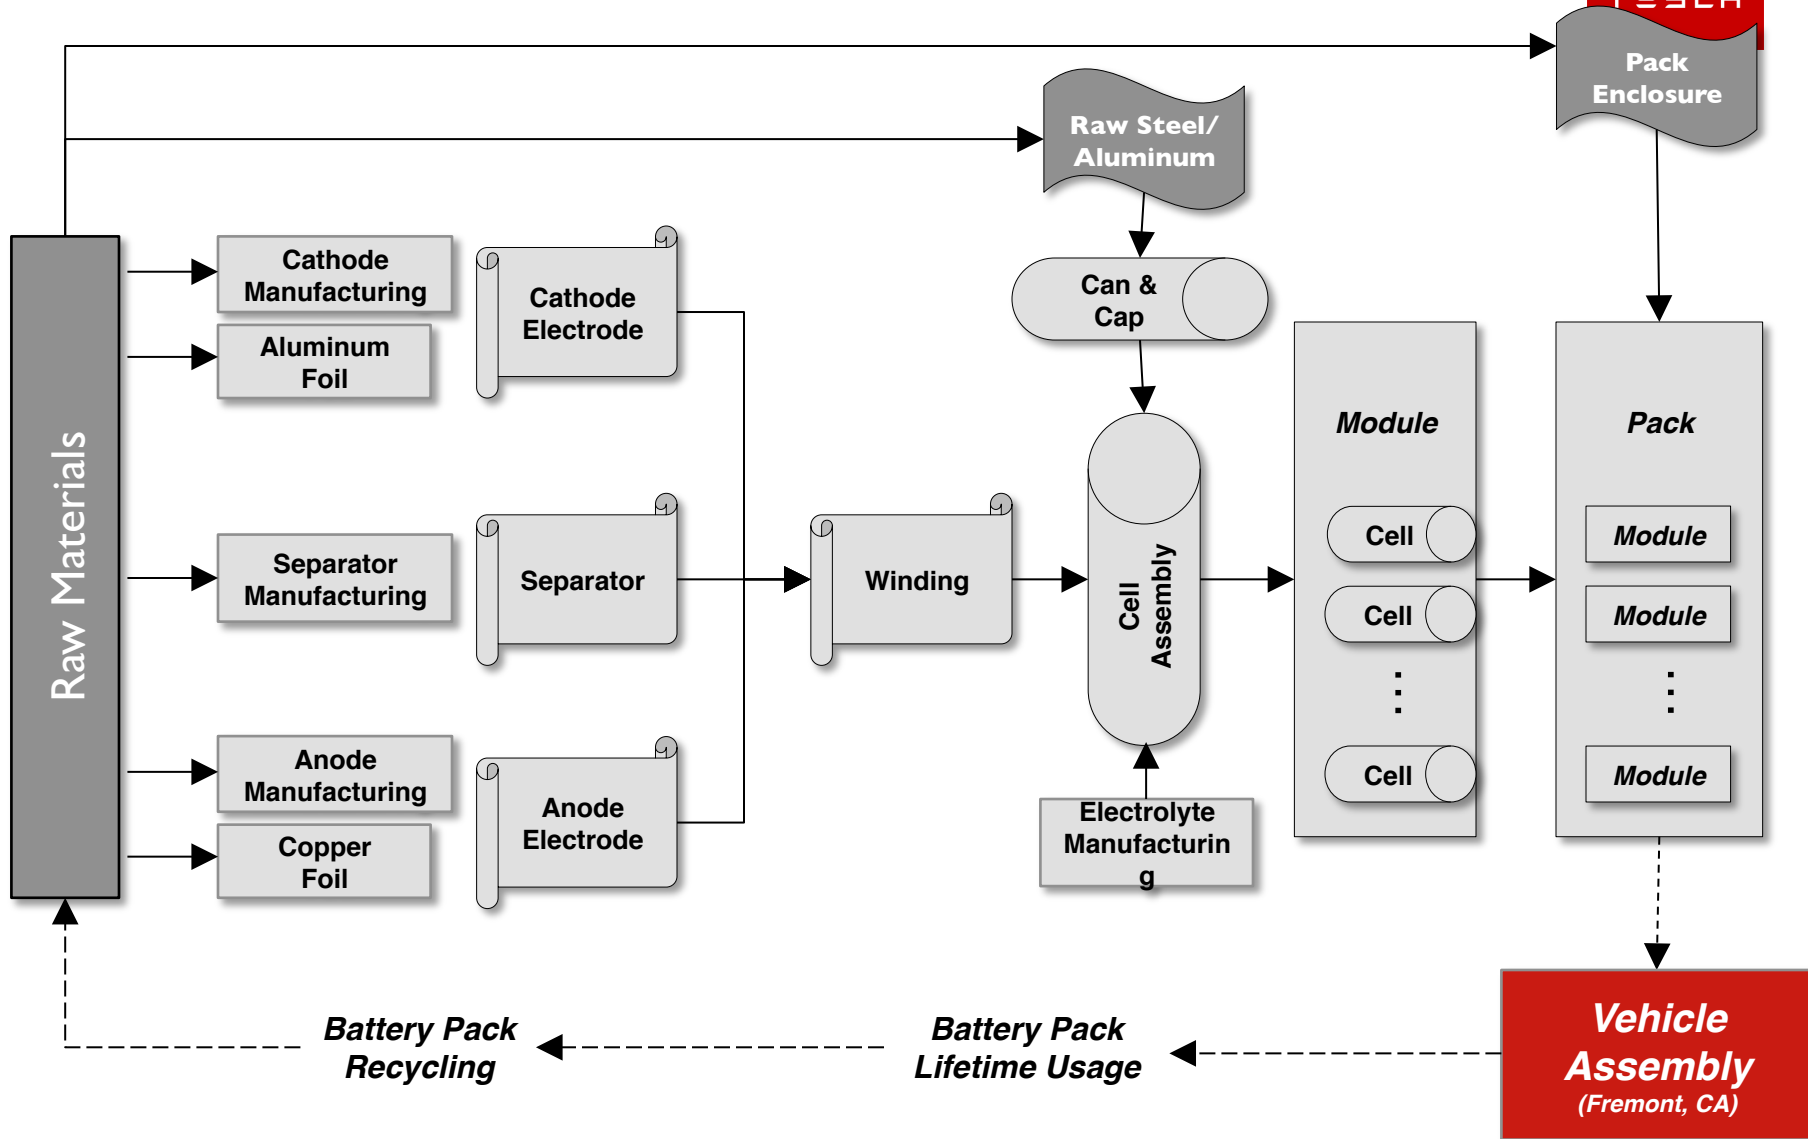 TESLA
Pack
Enclosure
Raw Steel/
Aluminum
Raw Materials
Cathode
Manufacturing
Aluminum
Foil
Cathode
Electrode
Can &
Cap
Separator
Manufacturing
Separator
Winding
Cell
Assembly
Module
Cell
Cell
Cell
Pack
Module
Module
Module
Anode
Manufacturing
Copper
Foil
Anode
Electrode
Electrolyte
Manufacturin
g
Battery Pack
Recycling
Battery Pack
Lifetime Usage
Vehicle
Assembly
(Fremont, CA)